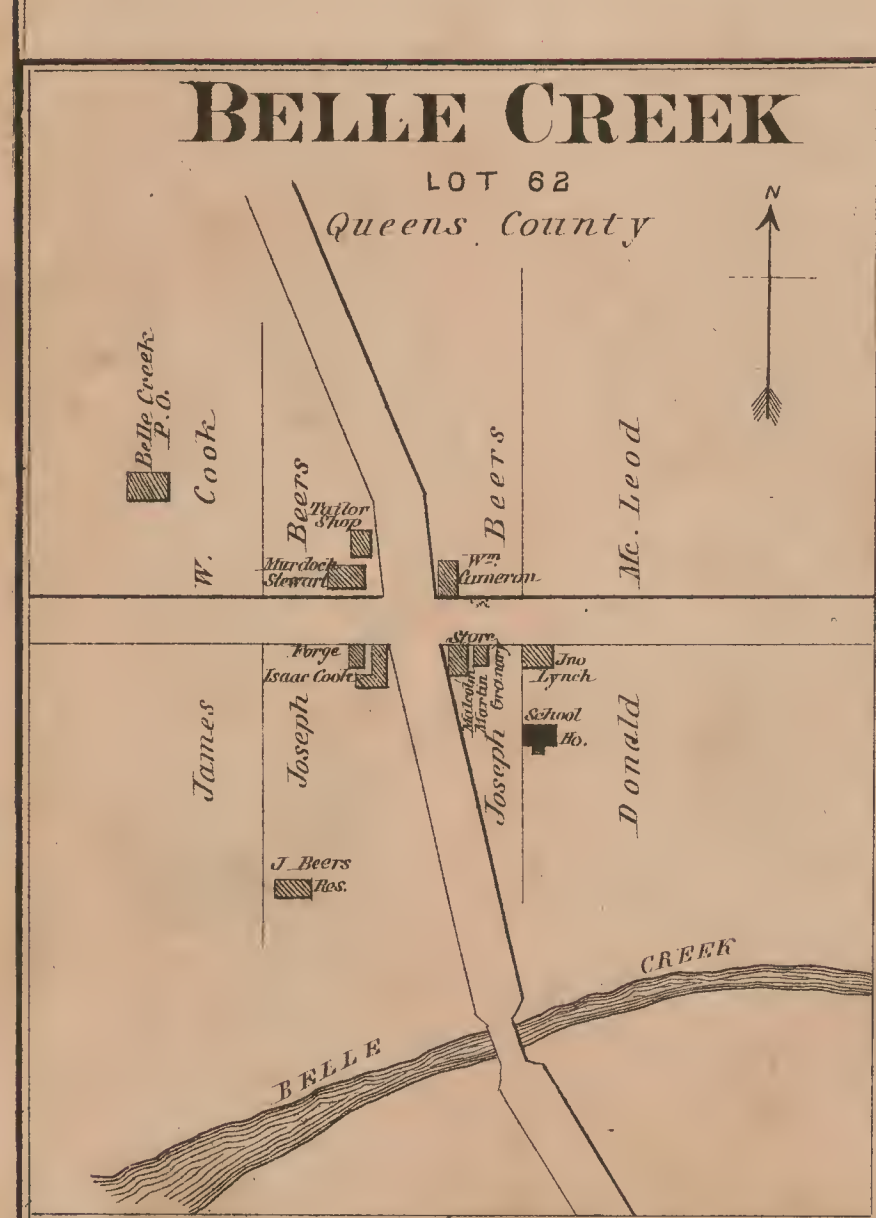 BELLE CREEK
LOT 62
Queens County
N
Belle Creek
P.O.
James W. Cook
Joseph Beers
Tailor
Shop
Murdock
Stewart
Joseph Beers
Wm.
Cameron
Donald Mc. Leod
Forge
Isaac Cook
Store
Malcolm
Martin
Granary
Jno
Lynch
School
Ho.
J Beers
Res.
BELLE CREEK